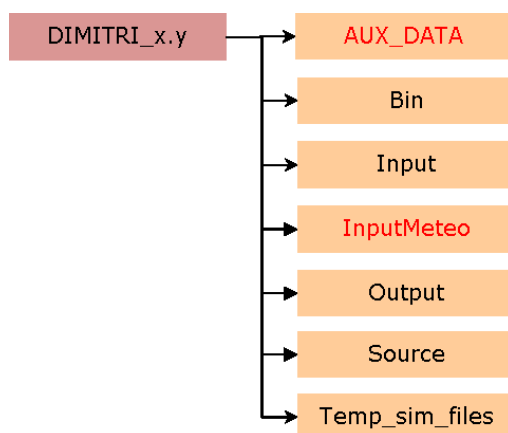 DIMITRI_x.y
AUX_DATA
Bin
Input
InputMeteo
Output
Source
Temp_sim_files